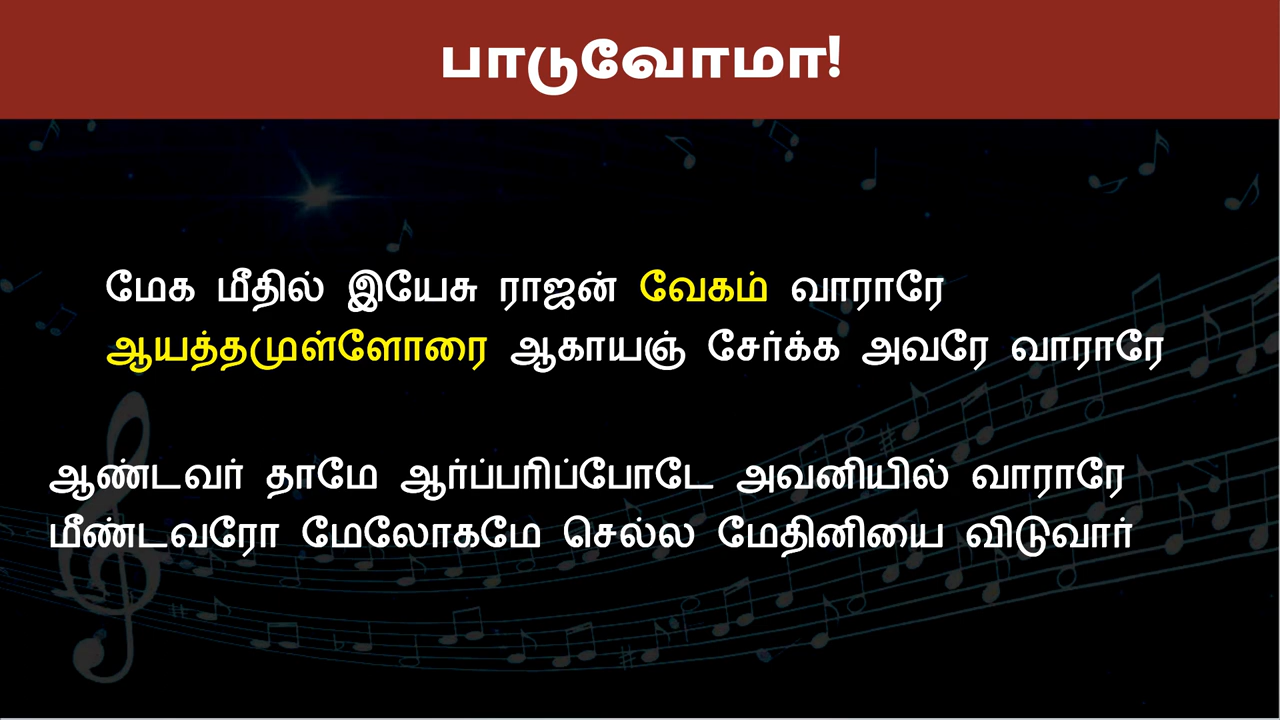 பாடுவோமா!
மேக மீதில் இயேசு ராஜன் வேகம் வாராரே
ஆயத்தமுள்ளோரை ஆகாயஞ் சேர்க்க அவரே வாராரே
ஆண்டவர் தாமே ஆர்ப்பரிப்போடே அவனியில் வாராரே
மீண்டவரோ மேலோகமே செல்ல மேதினியை விடுவார்